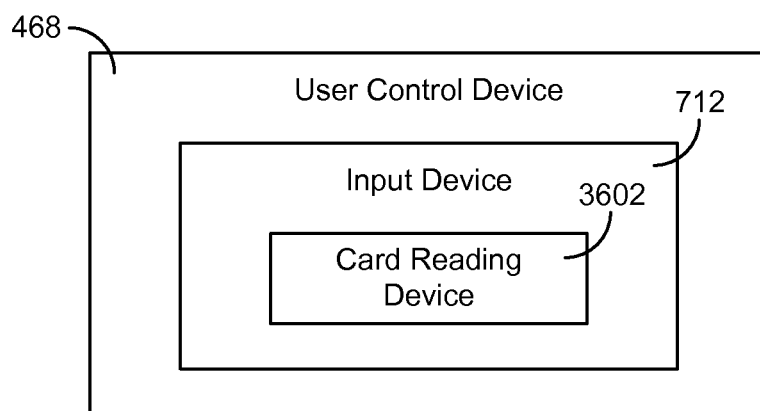 468
User Control Device
712
Input Device
3602
Card Reading
Device